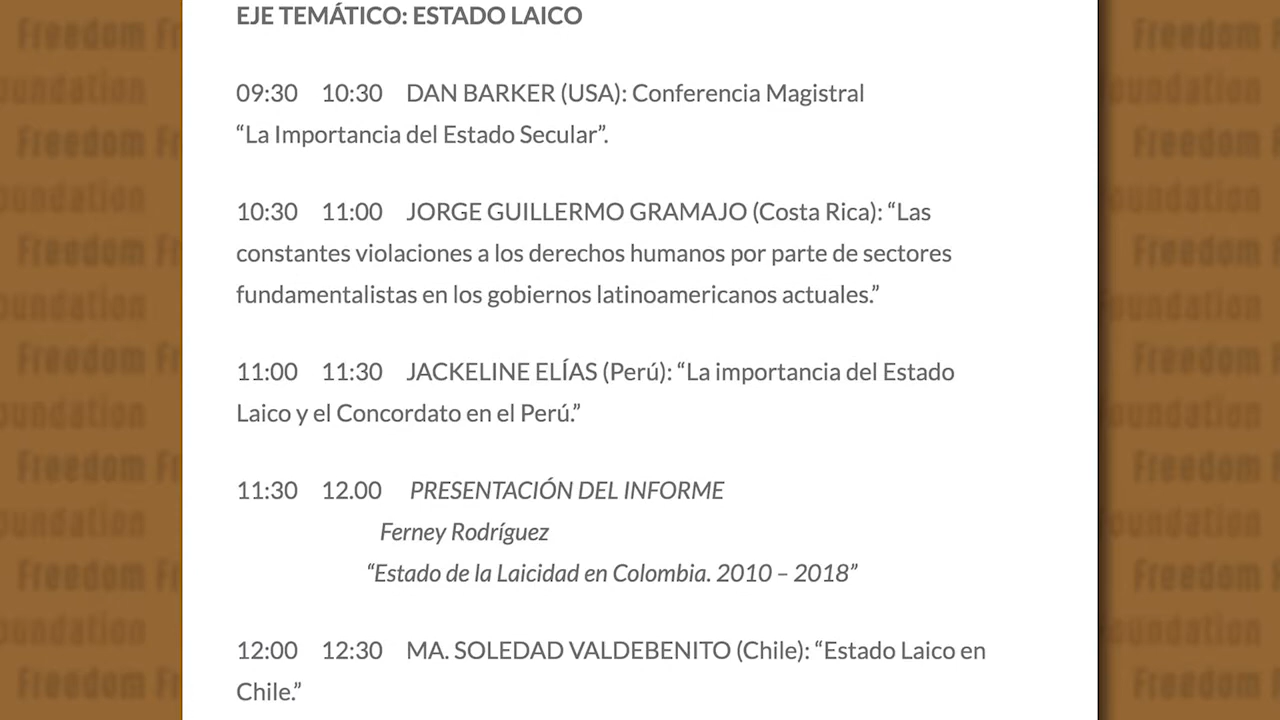 EJE TEMÁTICO: ESTADO LAICO
09:30 10:30 DAN BARKER (USA): Conferencia Magistral
“La Importancia del Estado Secular”.
10:30 11:00 JORGE GUILLERMO GRAMAJO (Costa Rica): “Las
constantes violaciones a los derechos humanos por parte de sectores
fundamentalistas en los gobiernos latinoamericanos actuales.”
11:00 11:30 JACKELINE ELÍAS (Perú): “La importancia del Estado
Laico y el Concordato en el Perú.”
11:30 12.00 PRESENTACIÓN DEL INFORME
Ferney Rodríguez
“Estado de la Laicidad en Colombia. 2010 – 2018”
12:00 12:30 MA. SOLEDAD VALDEBENITO (Chile): “Estado Laico en
Chile.”